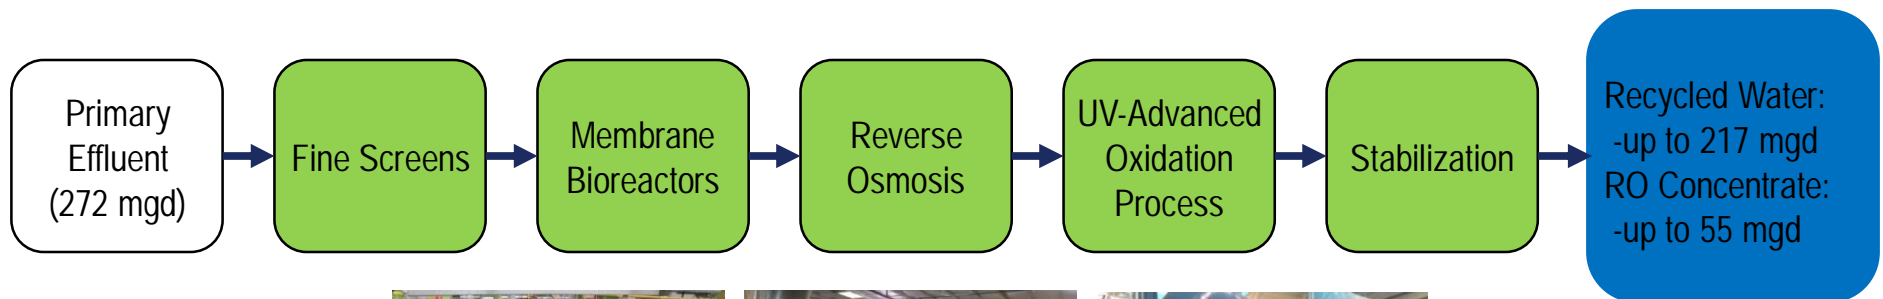 Primary
Effluent
(272 mgd)
Fine Screens
Membrane
Bioreactors
Reverse
Osmosis
UV-Advanced
Oxidation
Process
Stabilization
Recycled Water:
-up to 217 mgd
RO Concentrate:
-up to 55 mgd